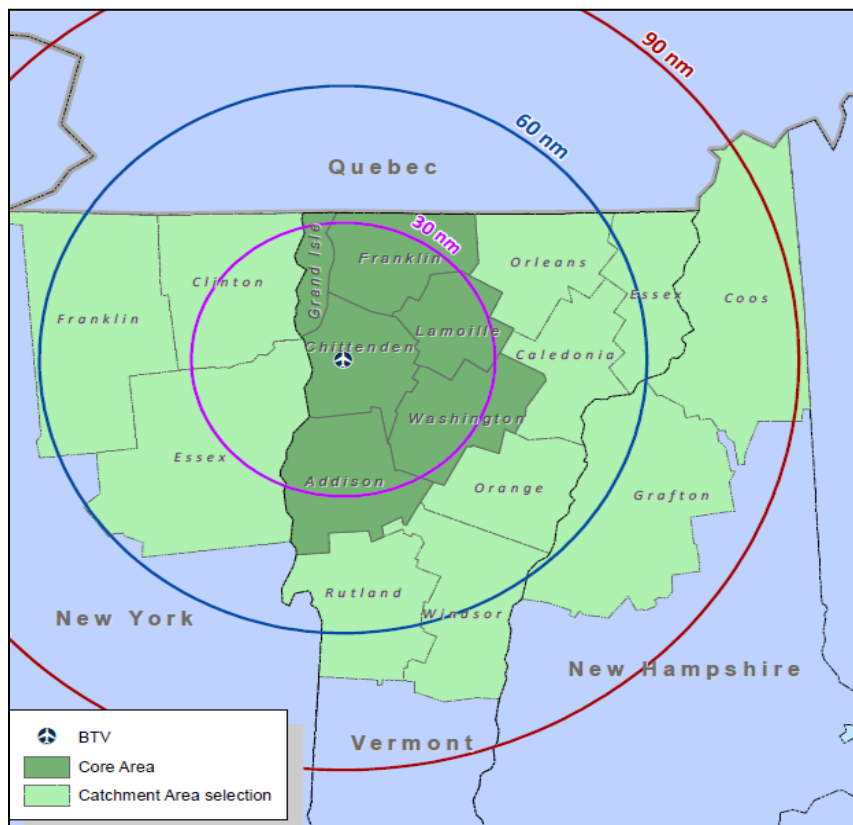 90 nm
60 nm
Quebec
30 nm
Grand Isle
Franklin
Orleans
Clinton
Essex
Coos
Franklin
Lamoille
Chittenden
Caledonia
Washington
Essex
Addison
Orange
Grafton
Rutland
Windsor
New York
New Hampshire
Vermont
BTV
Core Area
Catchment Area selection